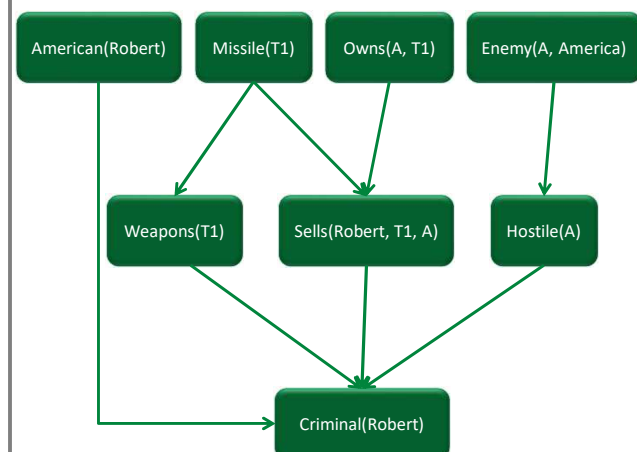 American(Robert)
Missile(T1)
Owns(A, T1)
Enemy(A, America)
Weapons(T1)
Sells(Robert, T1, A)
Hostile(A)
Criminal(Robert)